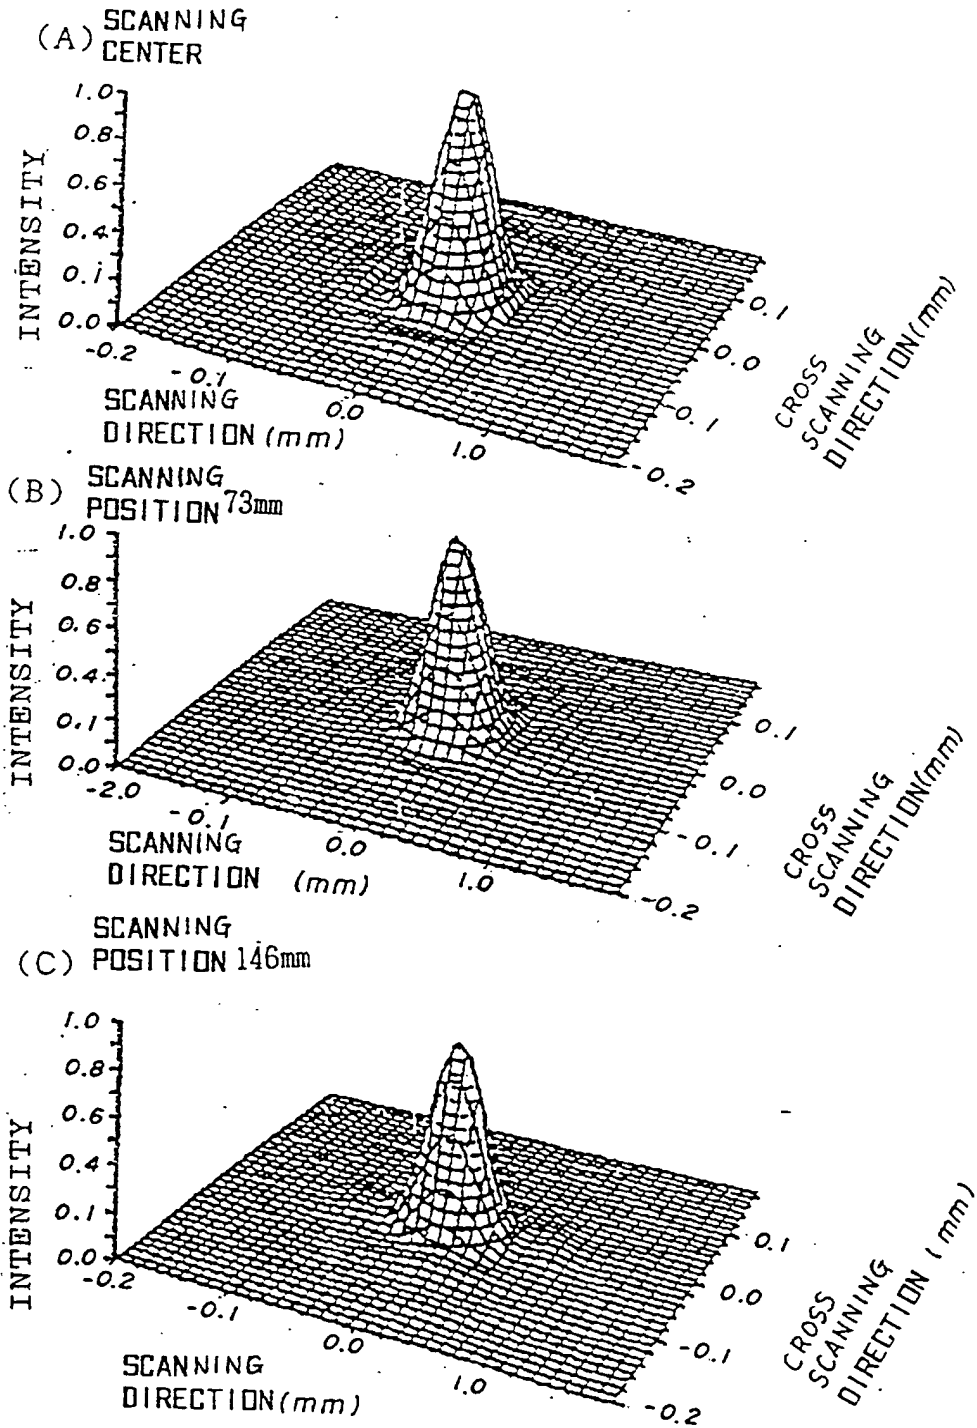 (A) SCANNING
CENTER
1.0
0.8
0.6
0.4
0.1
0.0
INTENSITY
-0.2
-0.1
0.0
1.0
SCANNING
DIRECTION (mm)
0.1
0.0
-0.1
-0.2
CROSS
SCANNING
DIRECTION (mm)
(B) SCANNING
POSITION 73mm
1.0
0.8
0.6
0.4
0.1
0.0
INTENSITY
-2.0
-0.1
0.0
1.0
SCANNING
DIRECTION (mm)
0.1
0.0
-0.1
-0.2
CROSS
SCANNING
DIRECTION (mm)
(C) SCANNING
POSITION 146mm
1.0
0.8
0.6
0.4
0.1
0.0
INTENSITY
-0.2
-0.1
0.0
1.0
SCANNING
DIRECTION (mm)
0.1
0.0
-0.1
-0.2
CROSS
SCANNING
DIRECTION (mm)